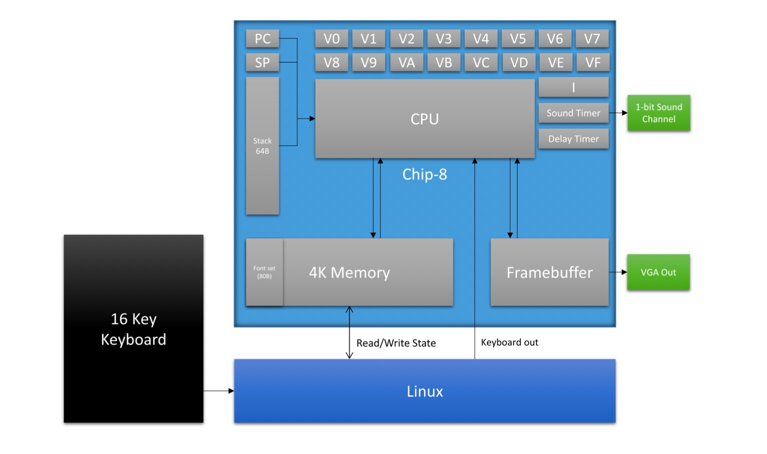 PC
V0 V1 V2 V3 V4 V5 V6 V7
SP
V8 V9 VA VB VC VD VE VF
I
Sound Timer
Delay Timer
1-bit Sound
Channel
Stack
64B
CPU
Chip-8
Font set
(80B)
4K Memory
Framebuffer
VGA Out
16 Key
Keyboard
Read/Write State
Keyboard out
Linux